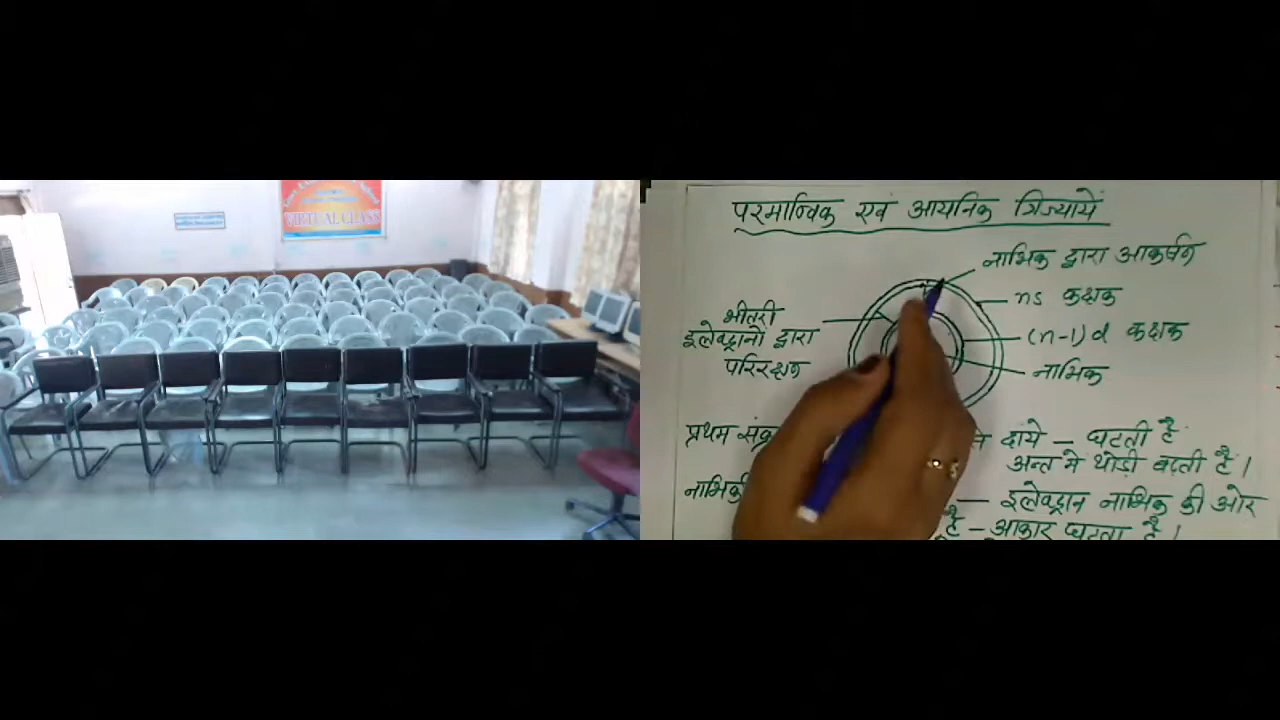 VIRTUAL CLASS
परमाण्विक एवं आयनिक त्रिज्यायें
नाभिक द्वारा आकर्षण
ns कक्षक
(n-1) d कक्षक
नाभिक
भीतरी
इलेक्ट्रानों द्वारा
परिरक्षण
प्रथम दायें – घटती है
अन्त में थोड़ी बढ़ती है।
– इलेक्ट्रान नाभिक की ओर
है – आकार घटता है।